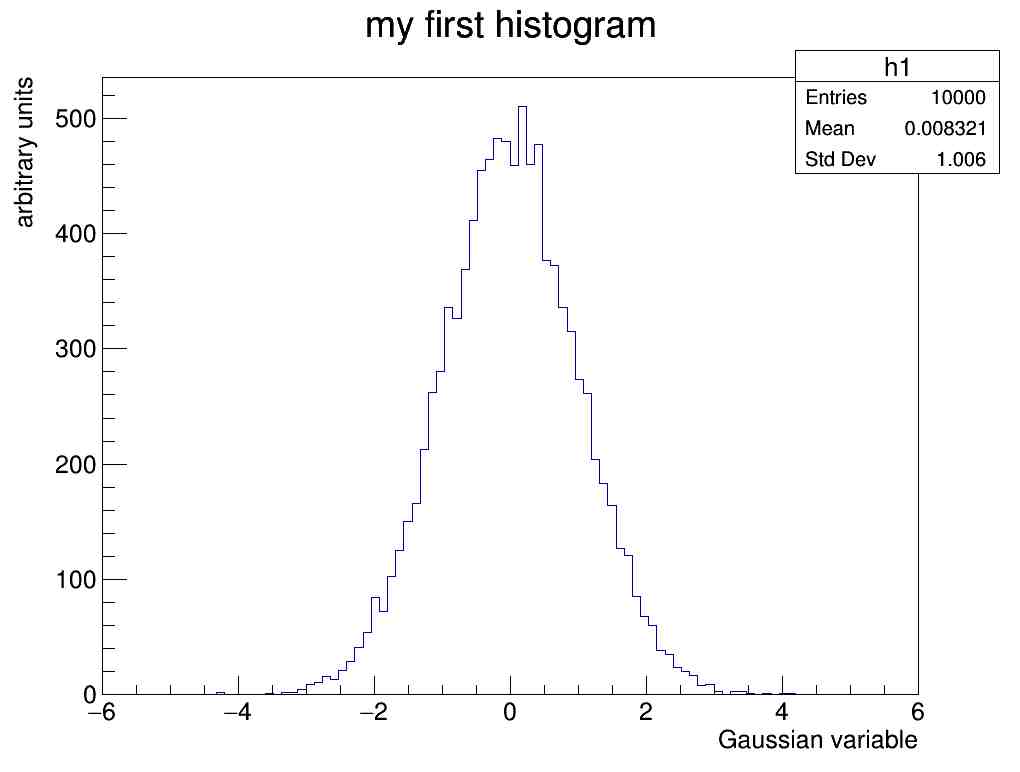 my first histogram
h1
Entries 10000
Mean 0.008321
Std Dev 1.006
arbitrary units
500
400
300
200
100
0
−6 −4 −2 0 2 4 6
Gaussian variable